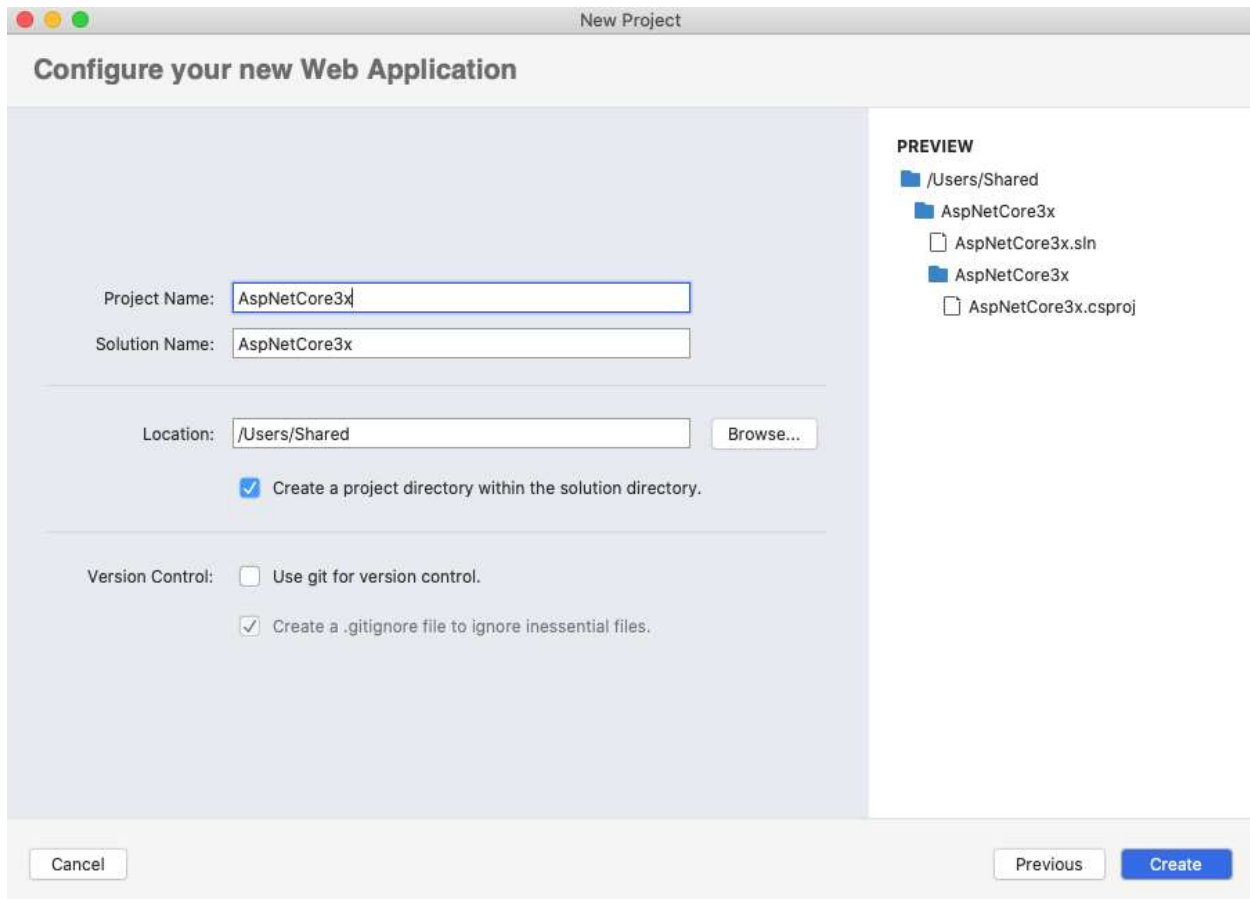 New Project
Configure your new Web Application
Project Name: AspNetCore3x
Solution Name: AspNetCore3x
Location: /Users/Shared Browse...
Create a project directory within the solution directory.
Version Control: Use git for version control.
Create a .gitignore file to ignore inessential files.
PREVIEW
/Users/Shared
AspNetCore3x
AspNetCore3x.sln
AspNetCore3x
AspNetCore3x.csproj
Cancel Previous Create